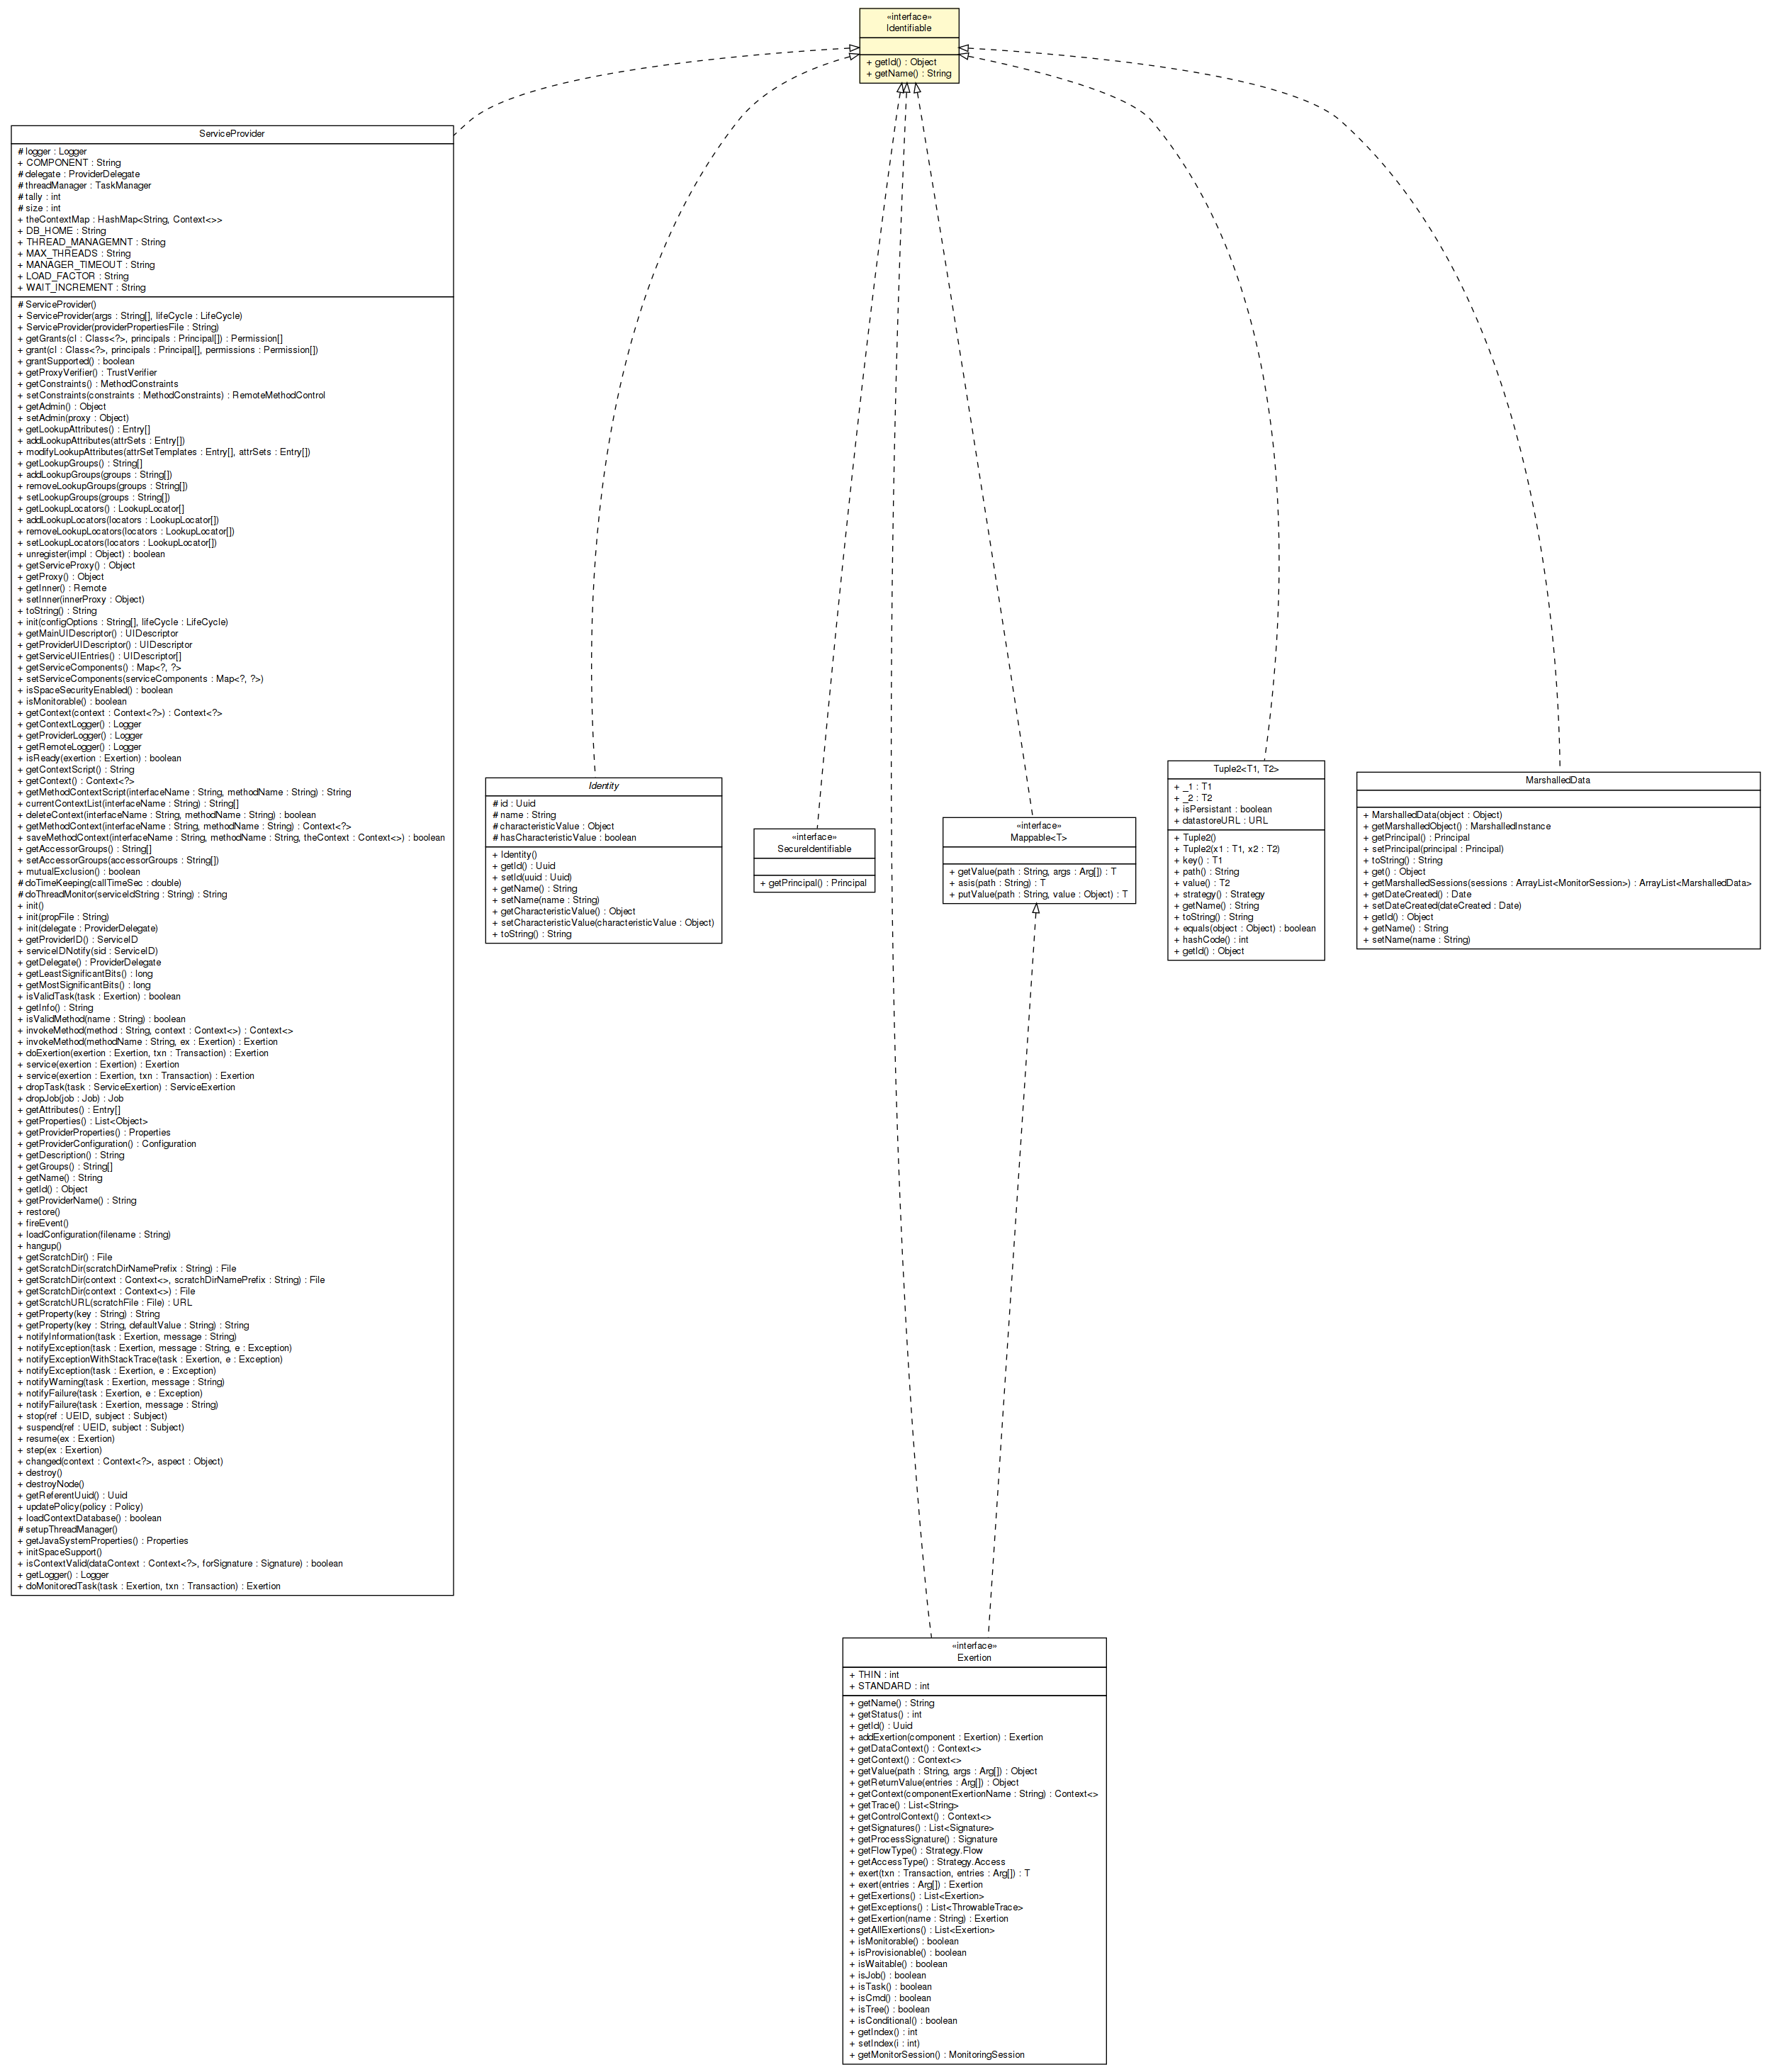 «interface»
Identifiable
+ getId() : Object
+ getName() : String
ServiceProvider
# logger : Logger
+ COMPONENT : String
# delegate : ProviderDelegate
# threadManager : TaskManager
# tally : int
# size : int
+ theContextMap : HashMap<String, Context<>>
+ DB_HOME : String
+ THREAD_MANAGEMNT : String
+ MAX_THREADS : String
+ MANAGER_TIMEOUT : String
+ LOAD_FACTOR : String
+ WAIT_INCREMENT : String
# ServiceProvider()
+ ServiceProvider(args : String[], lifeCycle : LifeCycle)
+ ServiceProvider(providerPropertiesFile : String)
+ getGrants(cl : Class<?>, principals : Principal[]) : Permission[]
+ grant(cl : Class<?>, principals : Principal[], permissions : Permission[])
+ grantSupported() : boolean
+ getProxyVerifier() : TrustVerifier
+ getConstraints() : MethodConstraints
+ setConstraints(constraints : MethodConstraints) : RemoteMethodControl
+ getAdmin() : Object
+ setAdmin(proxy : Object)
+ getLookupAttributes() : Entry[]
+ addLookupAttributes(attrSets : Entry[])
+ modifyLookupAttributes(attrSetTemplates : Entry[], attrSets : Entry[])
+ getLookupGroups() : String[]
+ addLookupGroups(groups : String[])
+ removeLookupGroups(groups : String[])
+ setLookupGroups(groups : String[])
+ getLookupLocators() : LookupLocator[]
+ addLookupLocators(locators : LookupLocator[])
+ removeLookupLocators(locators : LookupLocator[])
+ setLookupLocators(locators : LookupLocator[])
+ unregister(impl : Object) : boolean
+ getServiceProxy() : Object
+ getProxy() : Object
+ getInner() : Remote
+ setInner(innerProxy : Object)
+ toString() : String
+ init(configOptions : String[], lifeCycle : LifeCycle)
+ getMainUIDescriptor() : UIDescriptor
+ getProviderUIDescriptor() : UIDescriptor
+ getServiceUIEntries() : UIDescriptor[]
+ getServiceComponents() : Map<?, ?>
+ setServiceComponents(serviceComponents : Map<?, ?>)
+ isSpaceSecurityEnabled() : boolean
+ isMonitorable() : boolean
+ getContext(context : Context<?>) : Context<?>
+ getContextLogger() : Logger
+ getProviderLogger() : Logger
+ getRemoteLogger() : Logger
+ isReady(exertion : Exertion) : boolean
+ getContextScript() : String
+ getContext() : Context<?>
+ getMethodContextScript(interfaceName : String, methodName : String) : String
+ currentContextList(interfaceName : String) : String[]
+ deleteContext(interfaceName : String, methodName : String) : boolean
+ getMethodContext(interfaceName : String, methodName : String) : Context<?>
+ saveMethodContext(interfaceName : String, methodName : String, theContext : Context<>) : boolean
+ getAccessorGroups() : String[]
+ setAccessorGroups(accessorGroups : String[])
+ mutualExclusion() : boolean
# doTimeKeeping(callTimeSec : double)
# doThreadMonitor(serviceIdString : String) : String
+ init()
+ init(propFile : String)
+ init(delegate : ProviderDelegate)
+ getProviderID() : ServiceID
+ serviceIDNotify(sid : ServiceID)
+ getDelegate() : ProviderDelegate
+ getLeastSignificantBits() : long
+ getMostSignificantBits() : long
+ isValidTask(task : Exertion) : boolean
+ getInfo() : String
+ isValidMethod(name : String) : boolean
+ invokeMethod(method : String, context : Context<>) : Context<>
+ invokeMethod(methodName : String, ex : Exertion) : Exertion
+ doExertion(exertion : Exertion, txn : Transaction) : Exertion
+ service(exertion : Exertion) : Exertion
+ service(exertion : Exertion, txn : Transaction) : Exertion
+ dropTask(task : ServiceExertion) : ServiceExertion
+ dropJob(job : Job) : Job
+ getAttributes() : Entry[]
+ getProperties() : List<Object>
+ getProviderProperties() : Properties
+ getProviderConfiguration() : Configuration
+ getDescription() : String
+ getGroups() : String[]
+ getName() : String
+ getId() : Object
+ getProviderName() : String
+ restore()
+ fireEvent()
+ loadConfiguration(filename : String)
+ hangup()
+ getScratchDir() : File
+ getScratchDir(scratchDirNamePrefix : String) : File
+ getScratchDir(context : Context<>, scratchDirNamePrefix : String) : File
+ getScratchDir(context : Context<>) : File
+ getScratchURL(scratchFile : File) : URL
+ getProperty(key : String) : String
+ getProperty(key : String, defaultValue : String) : String
+ notifyInformation(task : Exertion, message : String)
+ notifyException(task : Exertion, message : String, e : Exception)
+ notifyExceptionWithStackTrace(task : Exertion, e : Exception)
+ notifyException(task : Exertion, e : Exception)
+ notifyWarning(task : Exertion, message : String)
+ notifyFailure(task : Exertion, e : Exception)
+ notifyFailure(task : Exertion, message : String)
+ stop(ref : UEID, subject : Subject)
+ suspend(ref : UEID, subject : Subject)
+ resume(ex : Exertion)
+ step(ex : Exertion)
+ changed(context : Context<?>, aspect : Object)
+ destroy()
+ destroyNode()
+ getReferentUuid() : Uuid
+ updatePolicy(policy : Policy)
+ loadContextDatabase() : boolean
# setupThreadManager()
+ getJavaSystemProperties() : Properties
+ initSpaceSupport()
+ isContextValid(dataContext : Context<?>, forSignature : Signature) : boolean
+ getLogger() : Logger
+ doMonitoredTask(task : Exertion, txn : Transaction) : Exertion
Identity
# id : Uuid
# name : String
# characteristicValue : Object
# hasCharacteristicValue : boolean
+ Identity()
+ getId() : Uuid
+ setId(uuid : Uuid)
+ getName() : String
+ setName(name : String)
+ getCharacteristicValue() : Object
+ setCharacteristicValue(characteristicValue : Object)
+ toString() : String
«interface»
SecureIdentifiable
+ getPrincipal() : Principal
«interface»
Mappable<T>
+ getValue(path : String, args : Arg[]) : T
+ asis(path : String) : T
+ putValue(path : String, value : Object) : T
Tuple2<T1, T2>
+ _1 : T1
+ _2 : T2
+ isPersistant : boolean
+ datastoreURL : URL
+ Tuple2()
+ Tuple2(x1 : T1, x2 : T2)
+ key() : T1
+ path() : String
+ value() : T2
+ strategy() : Strategy
+ getName() : String
+ toString() : String
+ equals(object : Object) : boolean
+ hashCode() : int
+ getId() : Object
MarshalledData
+ MarshalledData(object : Object)
+ getMarshalledObject() : MarshalledInstance
+ getPrincipal() : Principal
+ setPrincipal(principal : Principal)
+ toString() : String
+ get() : Object
+ getMarshalledSessions(sessions : ArrayList<MonitorSession>) : ArrayList<MarshalledData>
+ getDateCreated() : Date
+ setDateCreated(dateCreated : Date)
+ getId() : Object
+ getName() : String
+ setName(name : String)
«interface»
Exertion
+ THIN : int
+ STANDARD : int
+ getName() : String
+ getStatus() : int
+ getId() : Uuid
+ addExertion(component : Exertion) : Exertion
+ getDataContext() : Context<>
+ getContext() : Context<>
+ getValue(path : String, args : Arg[]) : Object
+ getReturnValue(entries : Arg[]) : Object
+ getContext(componentExertionName : String) : Context<>
+ getTrace() : List<String>
+ getControlContext() : Context<>
+ getSignatures() : List<Signature>
+ getProcessSignature() : Signature
+ getFlowType() : Strategy.Flow
+ getAccessType() : Strategy.Access
+ exert(txn : Transaction, entries : Arg[]) : T
+ exert(entries : Arg[]) : Exertion
+ getExertions() : List<Exertion>
+ getExceptions() : List<ThrowableTrace>
+ getExertion(name : String) : Exertion
+ getAllExertions() : List<Exertion>
+ isMonitorable() : boolean
+ isProvisionable() : boolean
+ isWaitable() : boolean
+ isJob() : boolean
+ isTask() : boolean
+ isCmd() : boolean
+ isTree() : boolean
+ isConditional() : boolean
+ getIndex() : int
+ setIndex(i : int)
+ getMonitorSession() : MonitoringSession